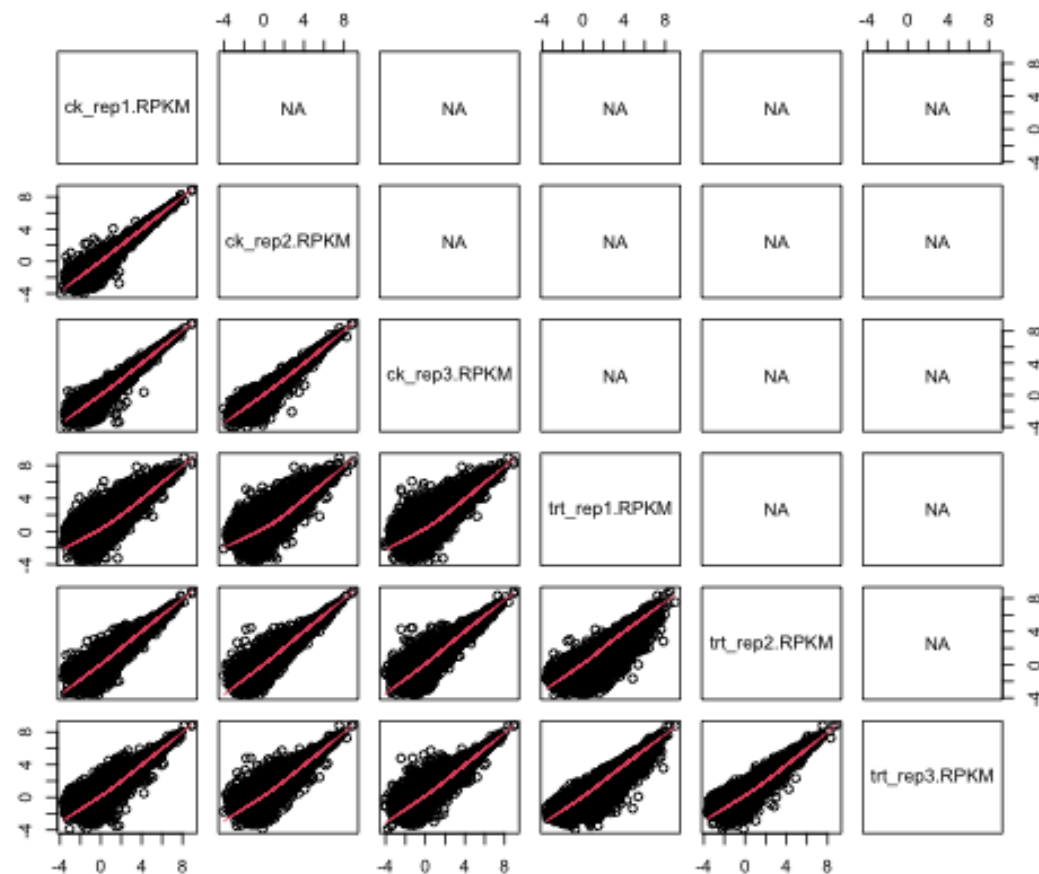 -4 0 4 8 -4 0 4 8 -4 0 4 8
ck_rep1.RPKM NA NA NA NA NA -4 0 4 8
-4 0 4 8 ck_rep2.RPKM NA NA NA NA
ck_rep3.RPKM NA NA NA -4 0 4 8
-4 0 4 8 trt_rep1.RPKM NA NA
trt_rep2.RPKM NA -4 0 4 8
-4 0 4 8 trt_rep3.RPKM
-4 0 4 8 -4 0 4 8 -4 0 4 8